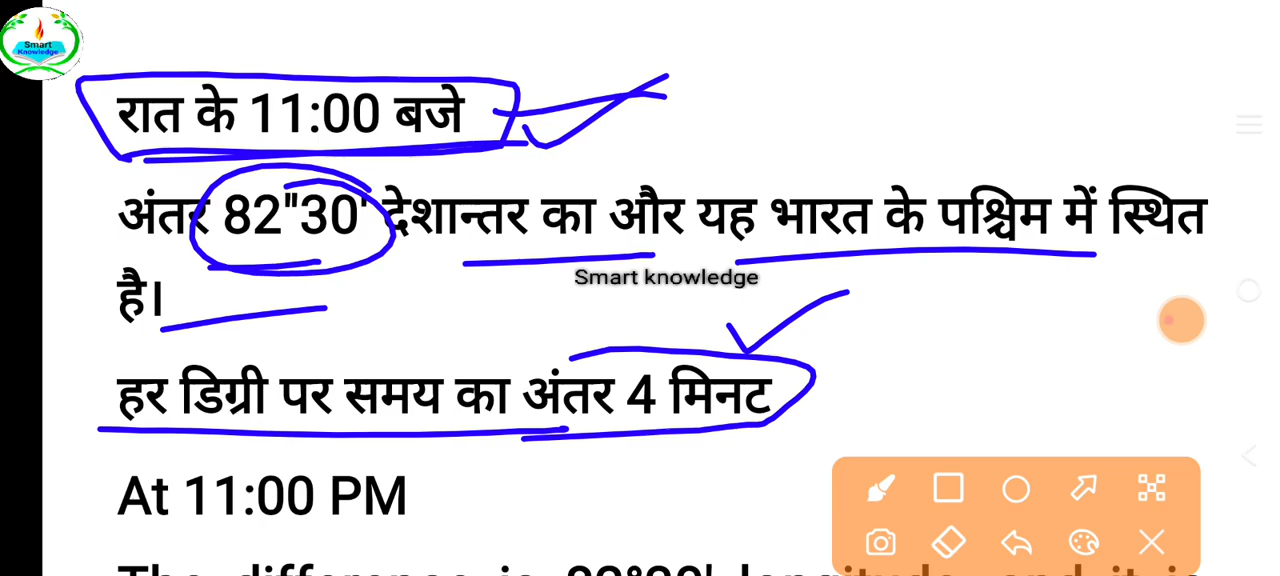 Smart
Knowledge
रात के 11:00 बजे
अंतर 82"30' देशान्तर का और यह भारत के पश्चिम में स्थित
Smart knowledge
है।
हर डिग्री पर समय का अंतर 4 मिनट
At 11:00 PM